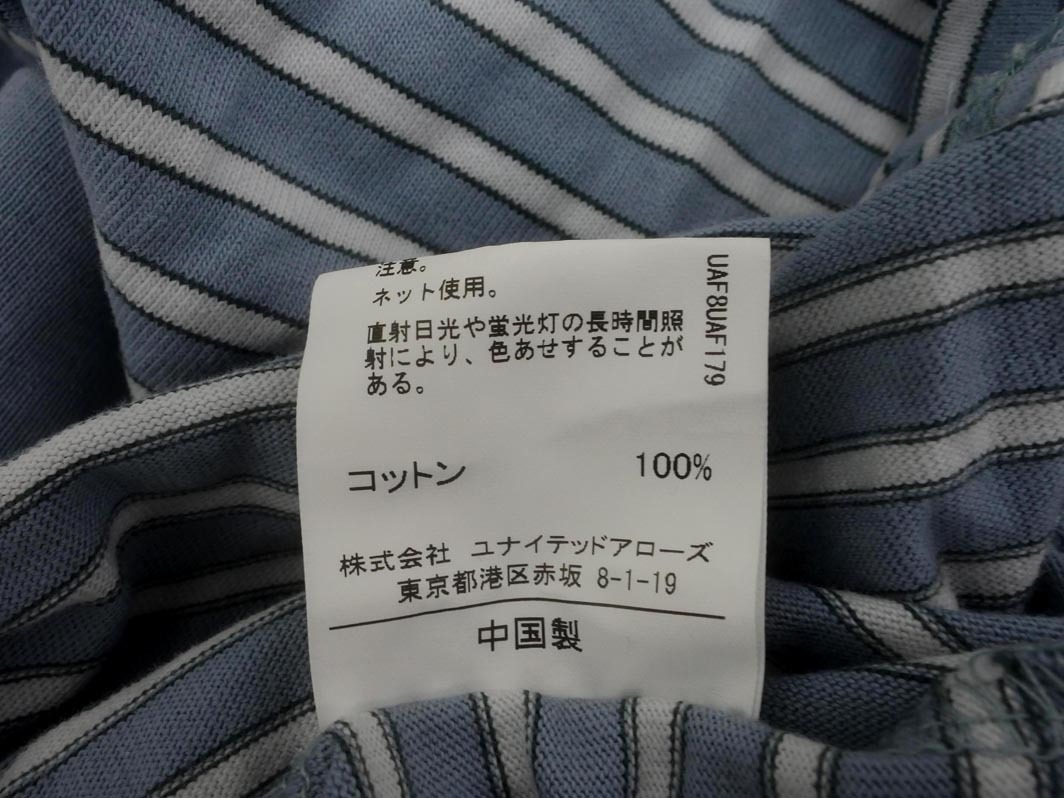 注意。
ネット使用。
直射日光や蛍光灯の長時間照
射により、色あせすることが
ある。
UAF8UAF179
コットン 100%
株式会社 ユナイテッドアローズ
東京都港区赤坂 8-1-19
中国製